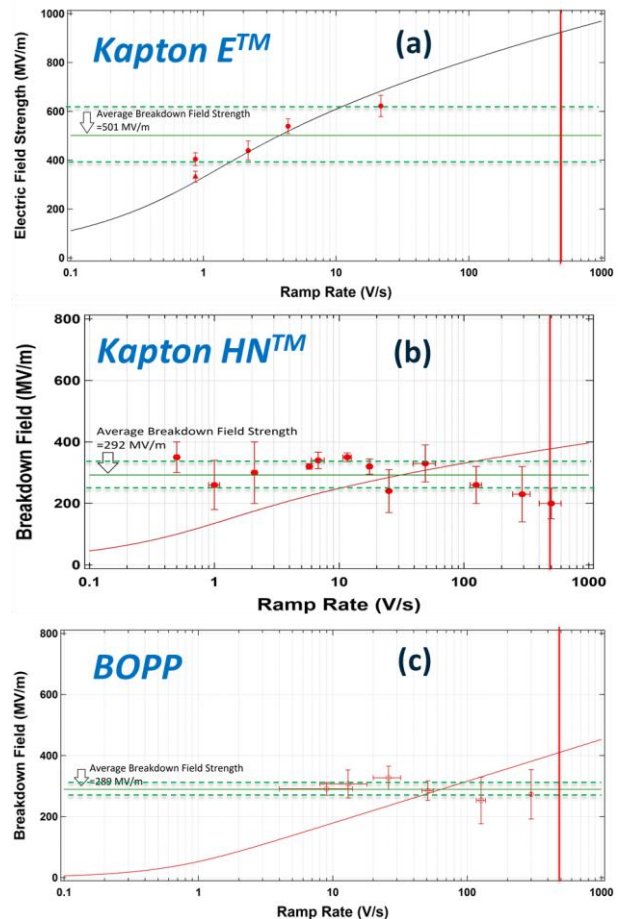 Kapton E™
(a)
Average Breakdown Field Strength
=501 MV/m
Electric Field Strength (MV/m)
1000
800
600
400
200
0
0.1 1 10 100 1000
Ramp Rate (V/s)
Kapton HN™
(b)
Average Breakdown Field Strength
=292 MV/m
Breakdown Field (MV/m)
800
600
400
200
0
0.1 1 10 100 1000
Ramp Rate (V/s)
BOPP
(c)
Average Breakdown Field Strength
=289 MV/m
Breakdown Field (MV/m)
800
600
400
200
0
0.1 1 10 100 1000
Ramp Rate (V/s)